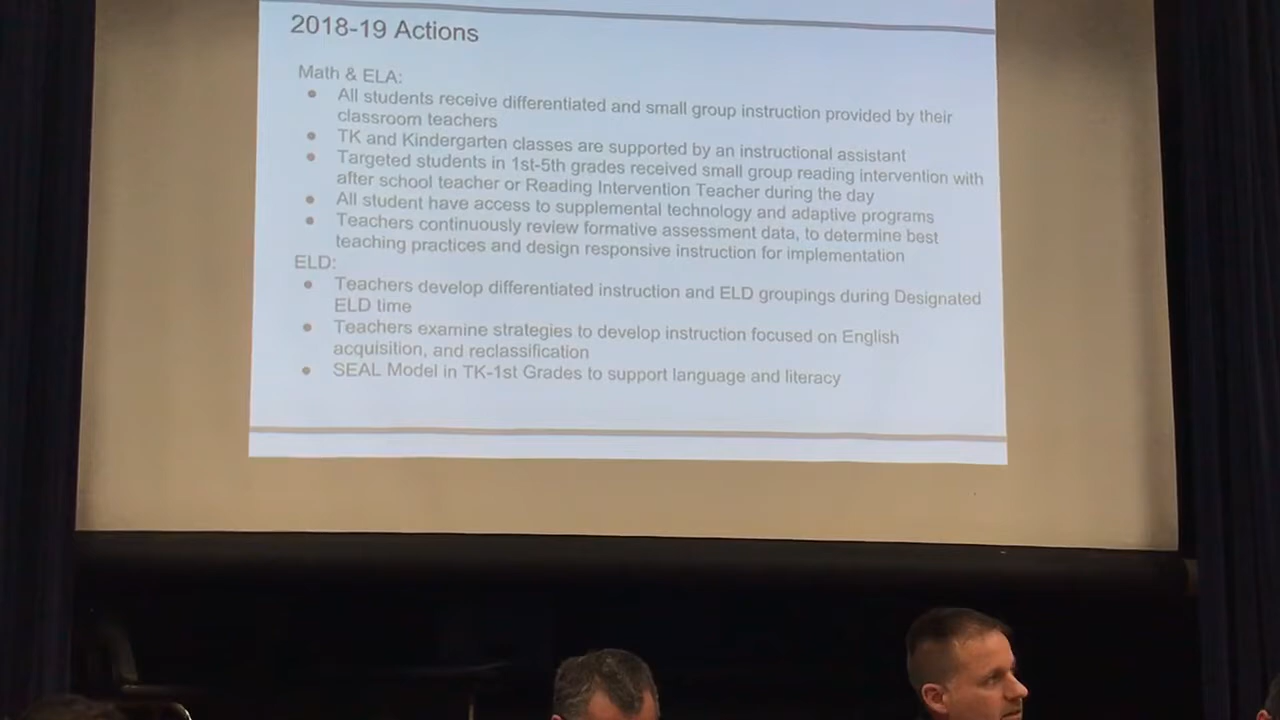 2018-19 Actions
Math & ELA:
● All students receive differentiated and small group instruction provided by their
classroom teachers
● TK and Kindergarten classes are supported by an instructional assistant
● Targeted students in 1st-5th grades received small group reading intervention with
after school teacher or Reading Intervention Teacher during the day
● All student have access to supplemental technology and adaptive programs
● Teachers continuously review formative assessment data, to determine best
teaching practices and design responsive instruction for implementation
ELD:
● Teachers develop differentiated instruction and ELD groupings during Designated
ELD time
● Teachers examine strategies to develop instruction focused on English
acquisition, and reclassification
● SEAL Model in TK-1st Grades to support language and literacy